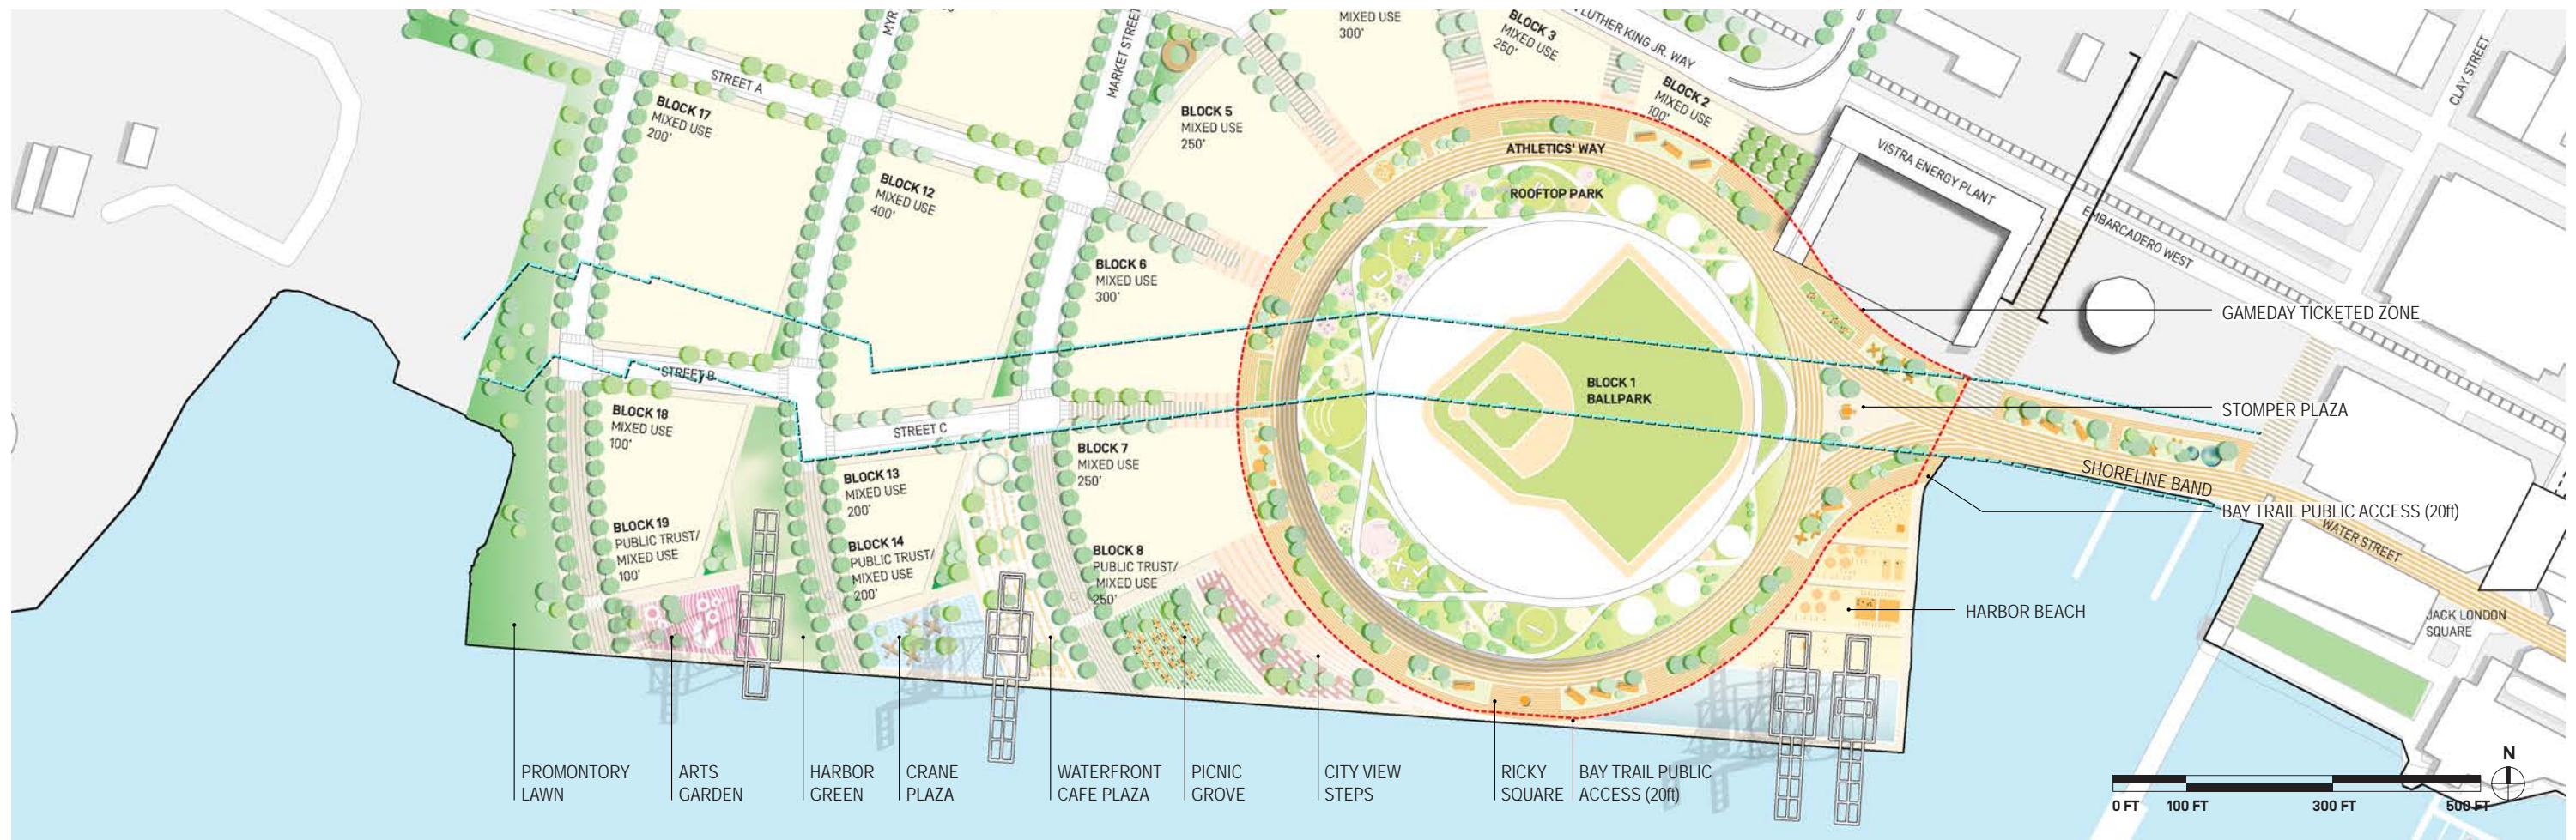 MYR
MARKET STREET
MIXED USE
300'
BLOCK 3
MIXED USE
250'
LUTHER KING JR. WAY
CLAY STREET
STREET A
BLOCK 17
MIXED USE
200'
BLOCK 5
MIXED USE
250'
BLOCK 2
MIXED USE
100'
ATHLETICS' WAY
VISTRA ENERGY PLANT
BLOCK 12
MIXED USE
400'
ROOFTOP PARK
EMBARCADERO WEST
BLOCK 6
MIXED USE
300'
GAMEDAY TICKETED ZONE
STREET B
BLOCK 1
BALLPARK
STOMPER PLAZA
BLOCK 18
MIXED USE
100'
STREET C
BLOCK 7
MIXED USE
250'
SHORELINE BAND
BLOCK 13
MIXED USE
200'
BAY TRAIL PUBLIC ACCESS (20ft)
WATER STREET
BLOCK 19
PUBLIC TRUST/
MIXED USE
100'
BLOCK 14
PUBLIC TRUST/
MIXED USE
200'
BLOCK 8
PUBLIC TRUST/
MIXED USE
250'
HARBOR BEACH
JACK LONDON
SQUARE
PROMONTORY
LAWN
ARTS
GARDEN
HARBOR
GREEN
CRANE
PLAZA
WATERFRONT
CAFE PLAZA
PICNIC
GROVE
CITY VIEW
STEPS
RICKY
SQUARE
BAY TRAIL PUBLIC
ACCESS (20ft)
N
0 FT 100 FT 300 FT 500 FT